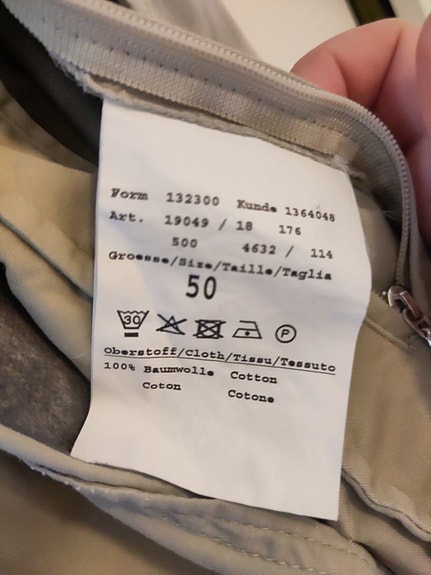 Form 132300 Kunde 1364048
Art. 19049 / 18 176
500 4632 / 114
Groesse/Size/Taille/Taglia
50
30 P
Oberstoff/Cloth/Tissu/Tessuto
100% Baumwolle Cotton
Coton Cotone